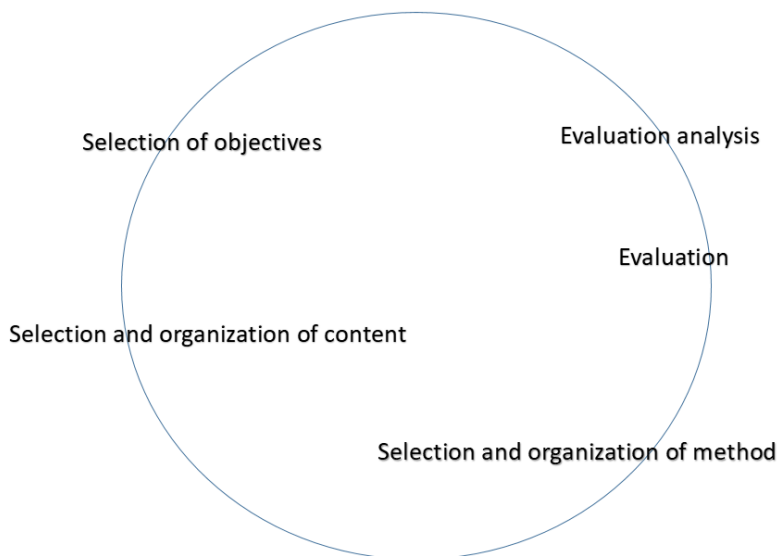 Selection of objectives
Evaluation analysis
Evaluation
Selection and organization of content
Selection and organization of method